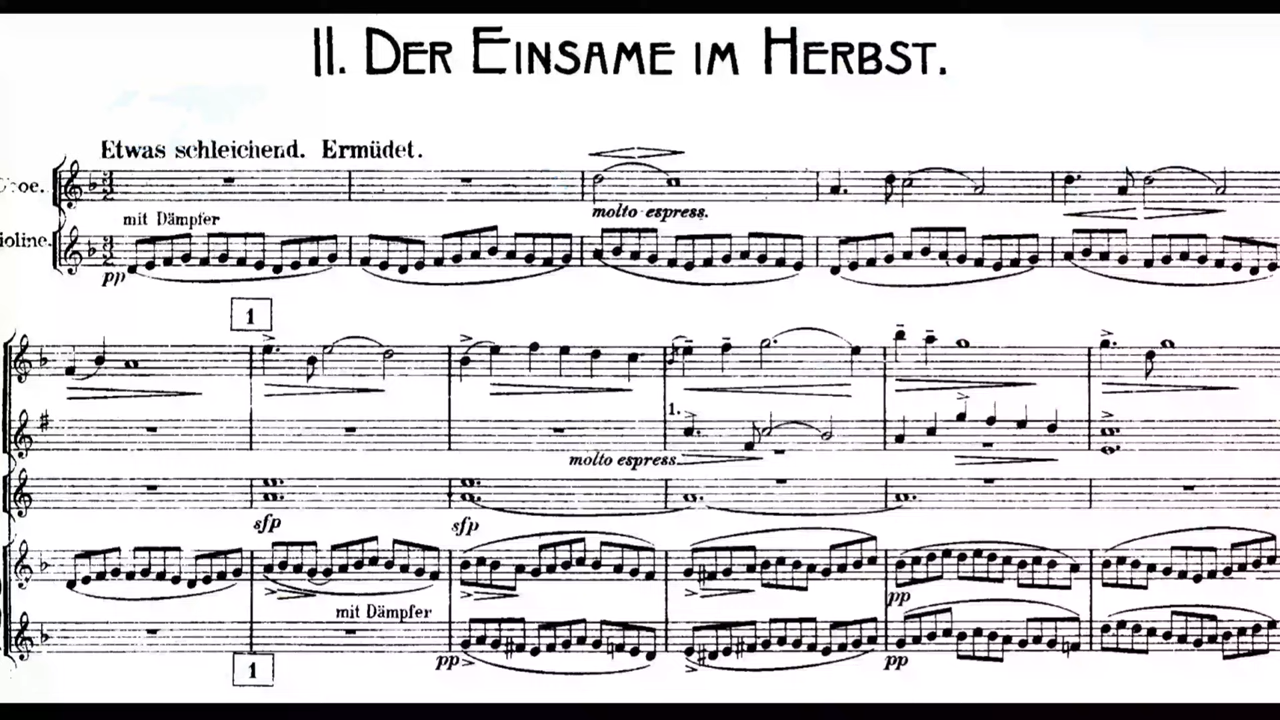 II. DER EINSAME IM HERBST.
Etwas schleichend. Ermüdet.
Oboe.
molto espress.
mit Dämpfer
ioline.
pp
1
1.
molto espress.
sfp sfp
mit Dämpfer
pp
pp pp
1